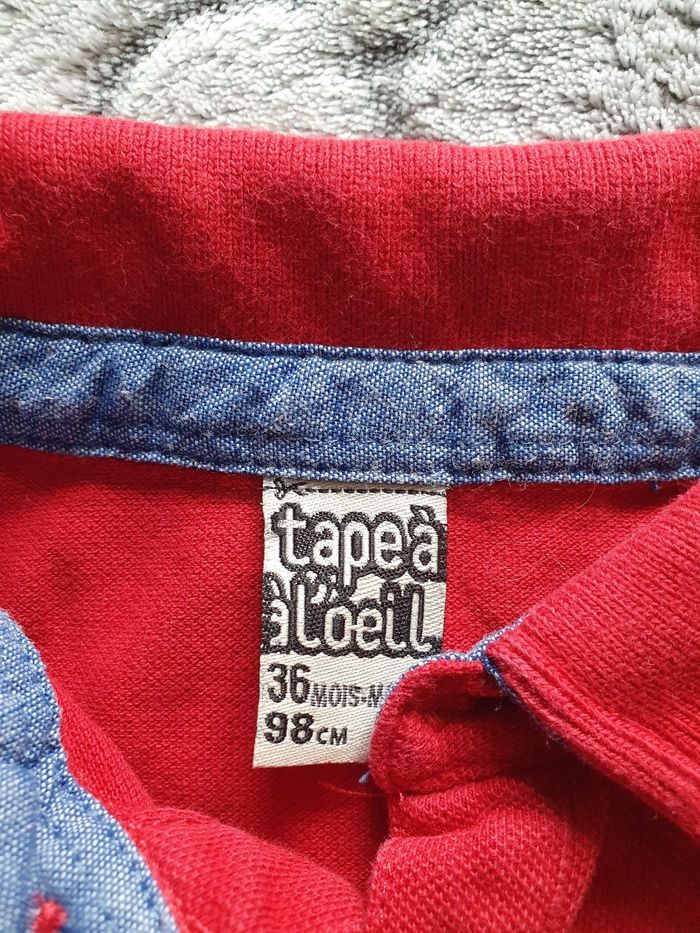 tape à
à l'oeil
36 MOIS-M
98 CM